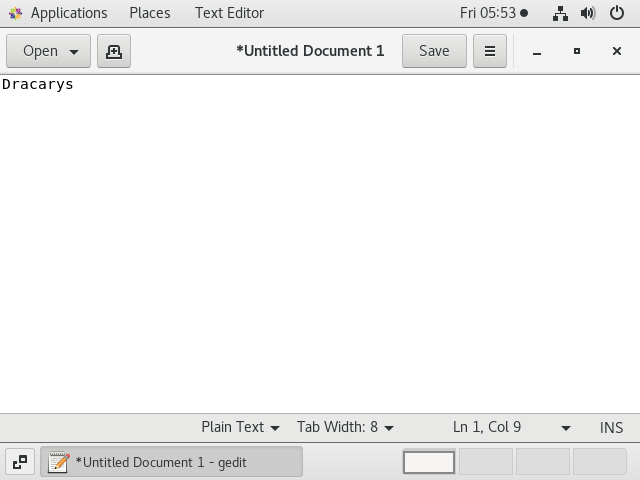 Applications Places Text Editor Fri 05:53
Open *Untitled Document 1 Save
Dracarys
Plain Text Tab Width: 8 Ln 1, Col 9 INS
*Untitled Document 1 - gedit